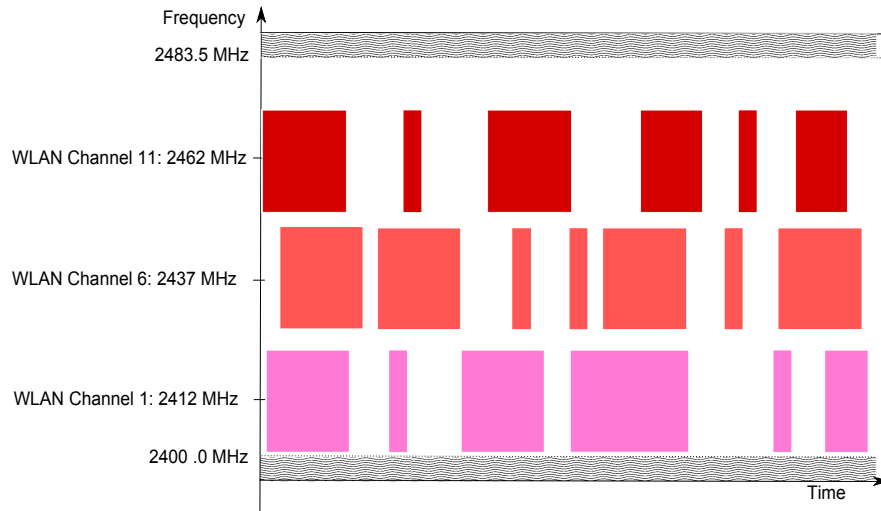 Frequency
2483.5 MHz
WLAN Channel 11: 2462 MHz
WLAN Channel 6: 2437 MHz
WLAN Channel 1: 2412 MHz
2400 .0 MHz
Time